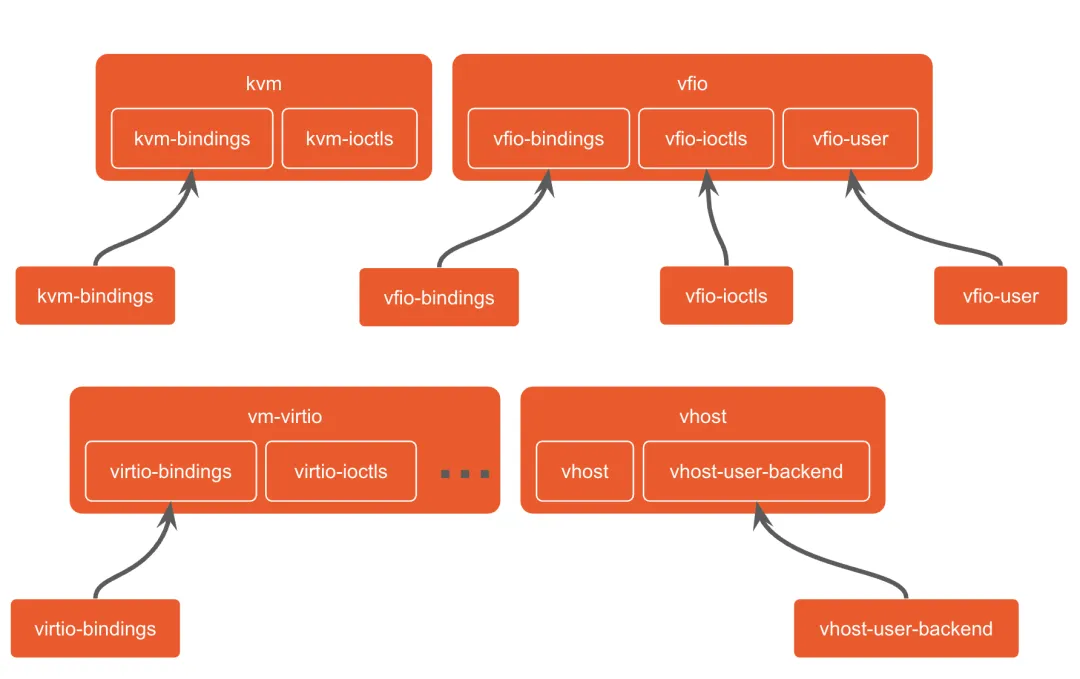 kvm
vfio
kvm-bindings
kvm-ioctls
vfio-bindings
vfio-ioctls
vfio-user
kvm-bindings
vfio-bindings
vfio-ioctls
vfio-user
vm-virtio
vhost
virtio-bindings
virtio-ioctls
...
vhost
vhost-user-backend
virtio-bindings
vhost-user-backend